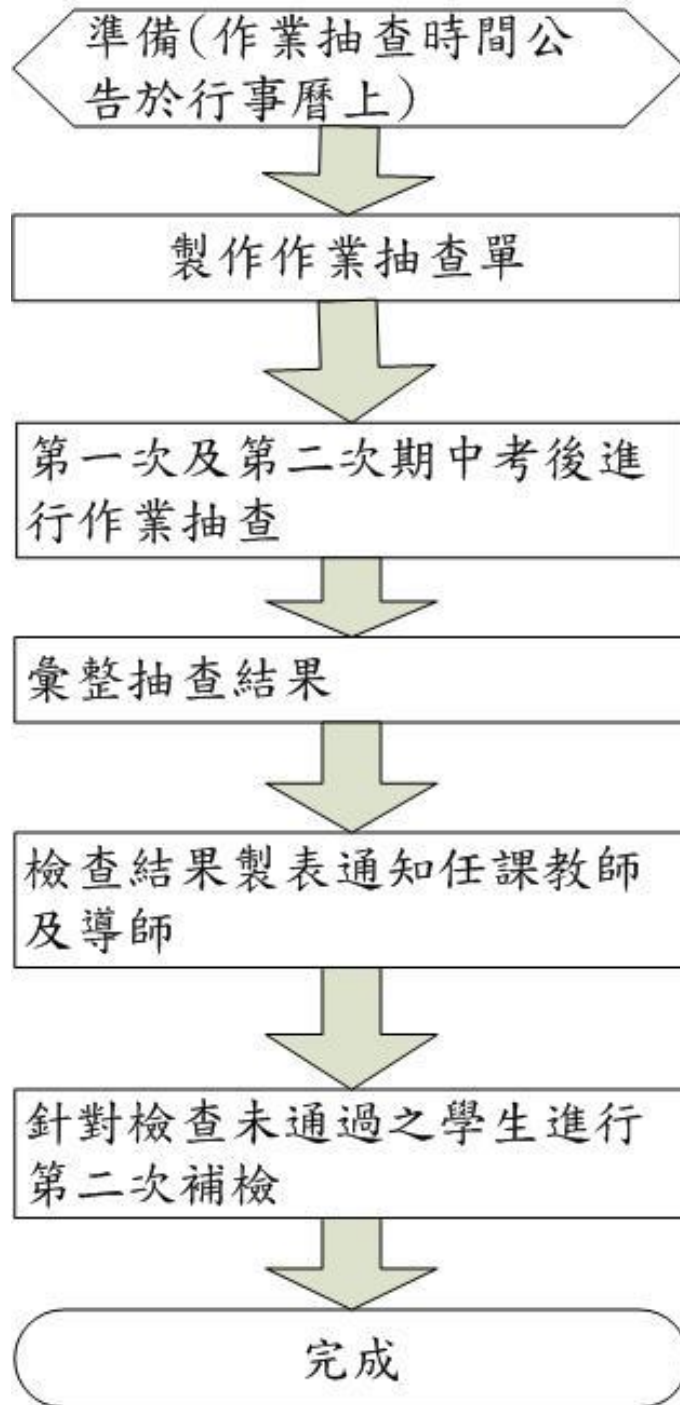 準備(作業抽查時間公
告於行事曆上)
製作作業抽查單
第一次及第二次期中考後進
行作業抽查
彙整抽查結果
檢查結果製表通知任課教師
及導師
針對檢查未通過之學生進行
第二次補檢
完成